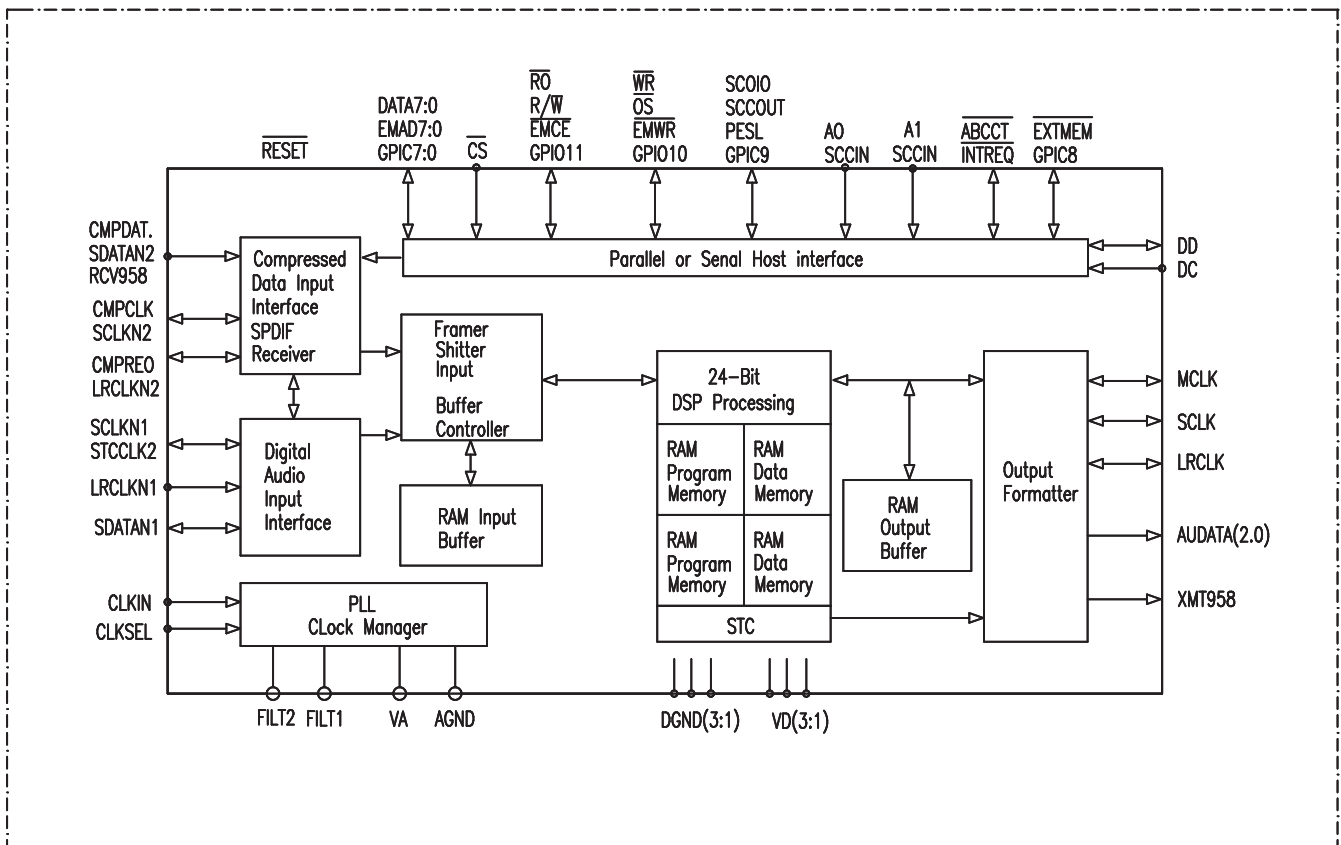 RESET
DATA7:0
EMAD7:0
GPIC7:0
CS
RO
R/W
EMCE
GPIO11
WR
OS
EMWR
GPIO10
SCOIO
SCCOUT
PESL
GPIC9
A0
SCCIN
A1
SCCIN
ABCCT
INTREQ
EXTMEM
GPIC8
CMPDAT.
SDATAN2
RCV958
CMPCLK
SCLKN2
CMPREO
LRCLKN2
SCLKN1
STCCLK2
LRCLKN1
SDATAN1
CLKIN
CLKSEL
Compressed
Data Input
Interface
SPDIF
Receiver
Parallel or Senal Host interface
DD
DC
Framer
Shitter
Input
Buffer
Controller
Digital
Audio
Input
Interface
RAM Input
Buffer
PLL
CLock Manager
24-Bit
DSP Processing
RAM
Program
Memory
RAM
Data
Memory
RAM
Program
Memory
RAM
Data
Memory
STC
RAM
Output
Buffer
Output
Formatter
MCLK
SCLK
LRCLK
AUDATA(2.0)
XMT958
FILT2
FILT1
VA
AGND
DGND(3:1)
VD(3:1)